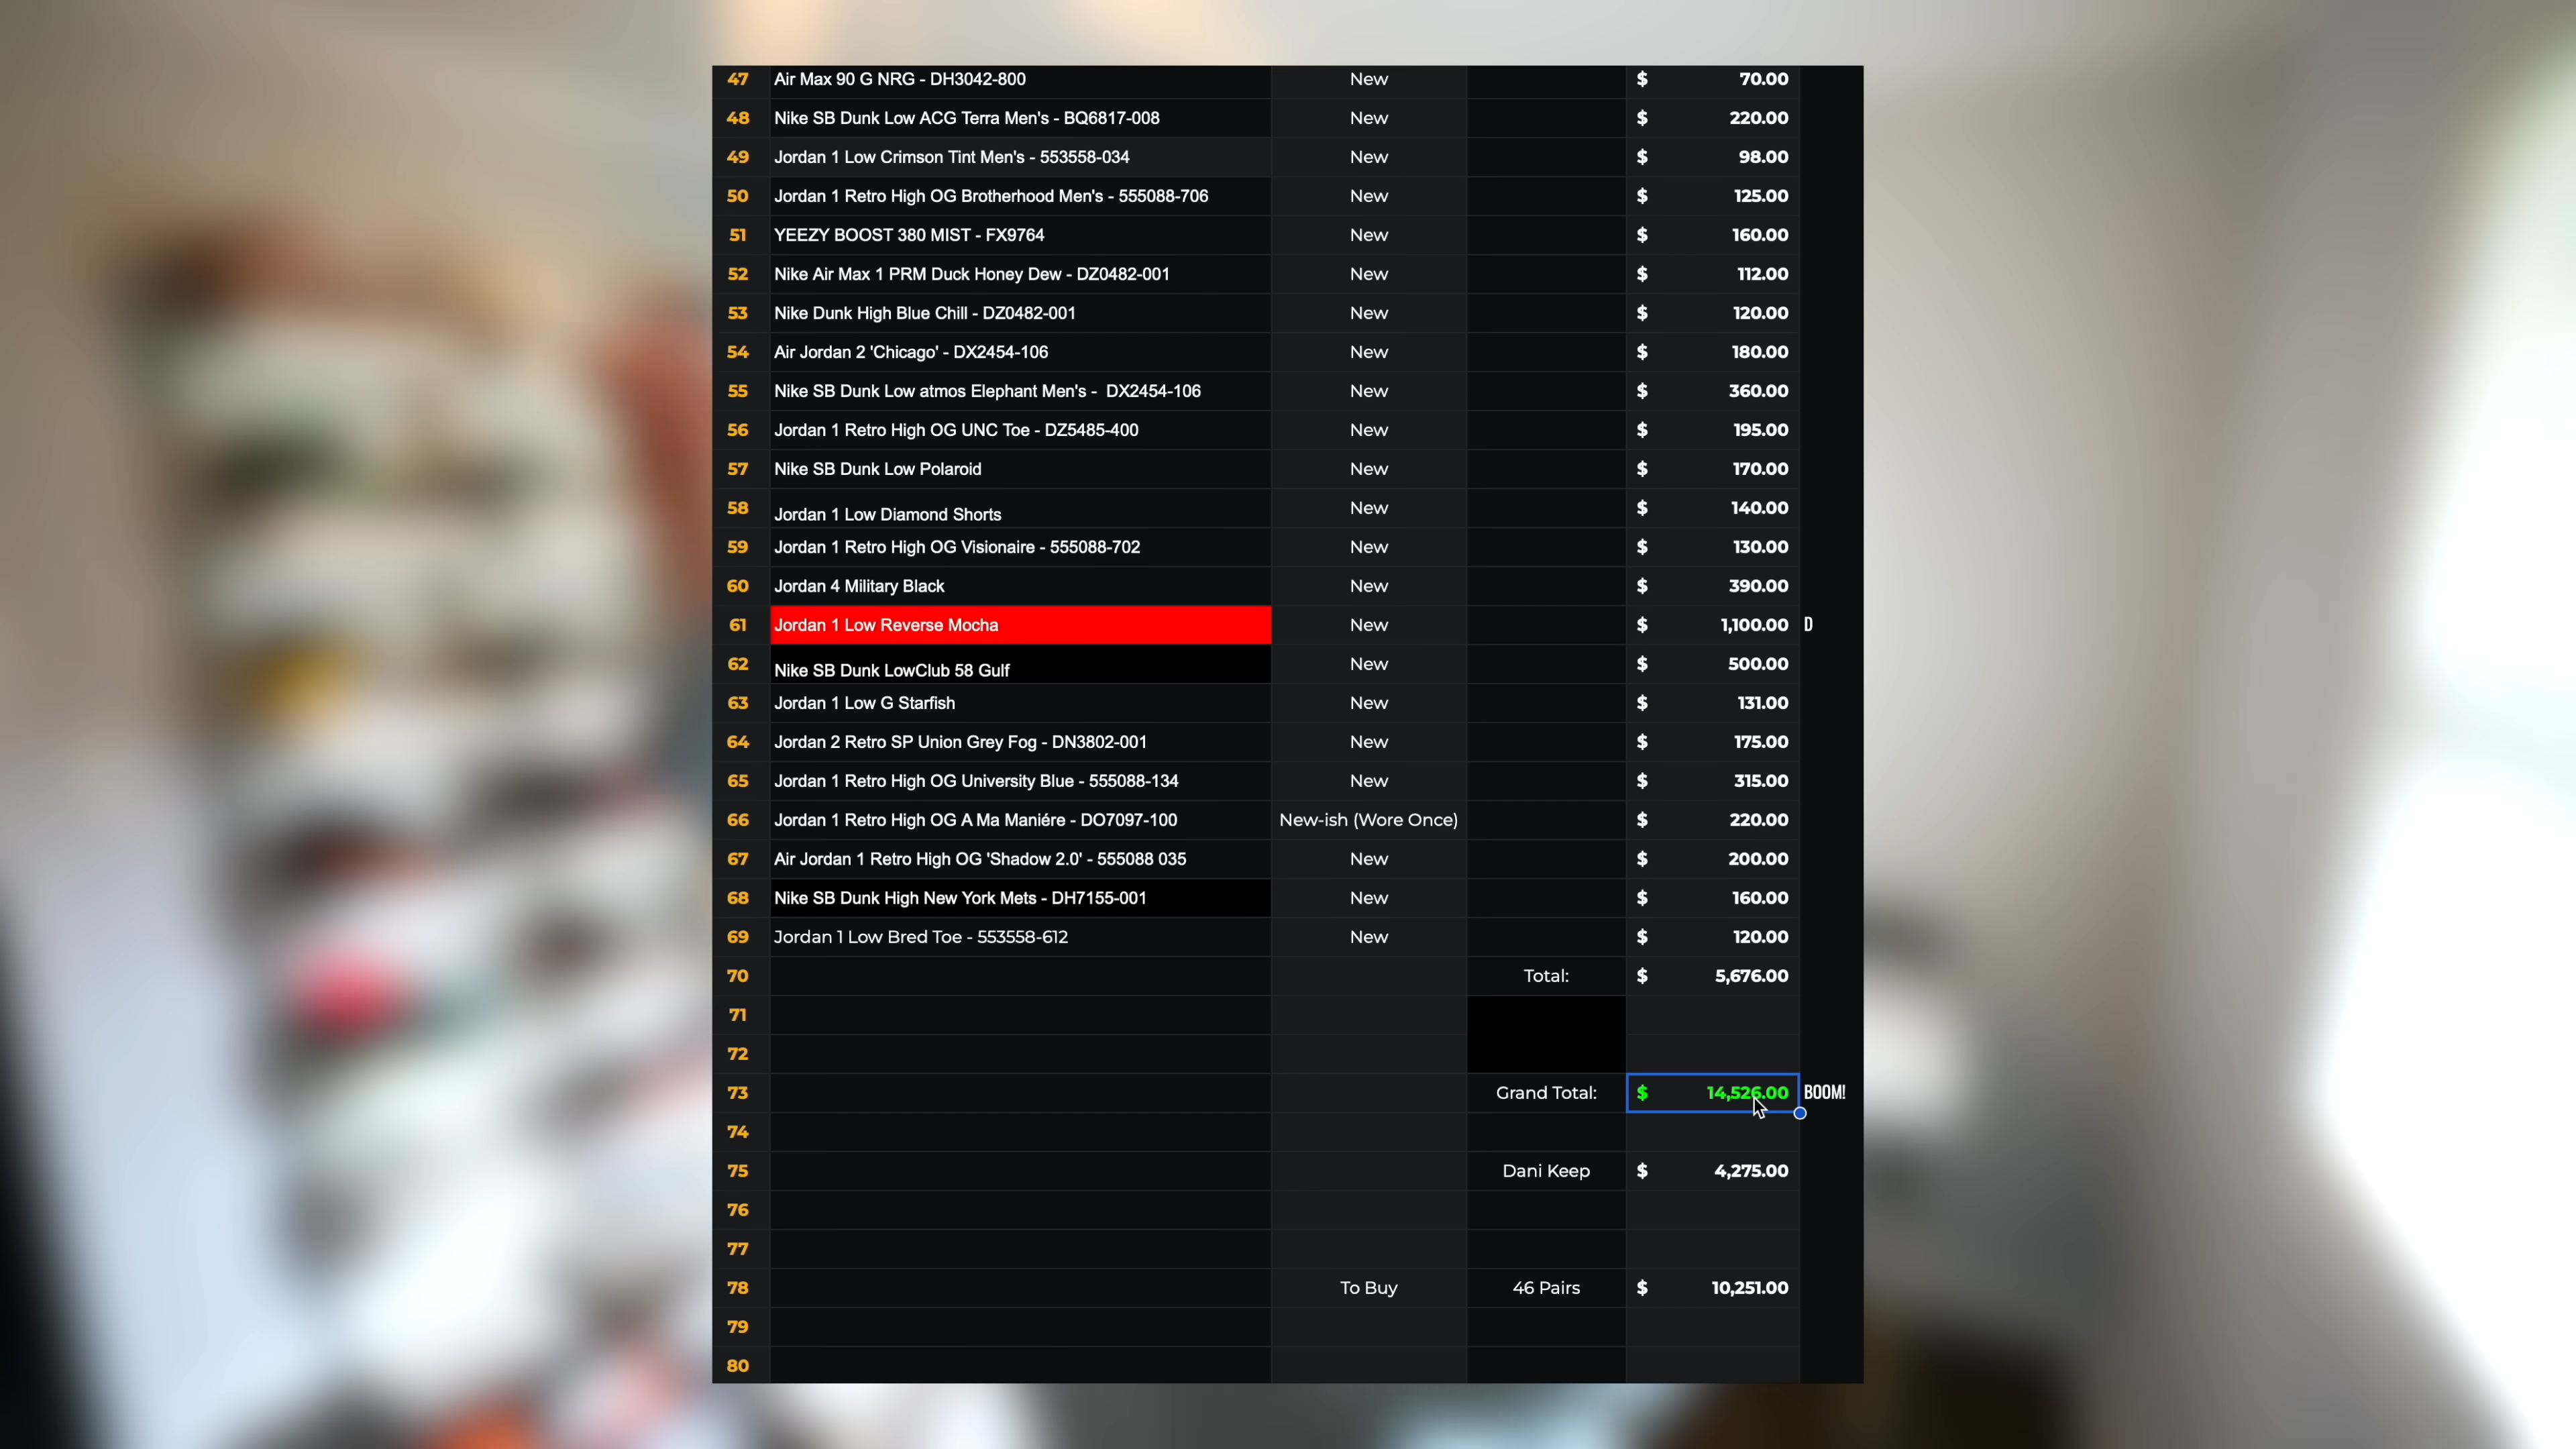 47 Air Max 90 G NRG - DH3042-800 New $ 70.00
48 Nike SB Dunk Low ACG Terra Men's - BQ6817-008 New $ 220.00
49 Jordan 1 Low Crimson Tint Men's - 553558-034 New $ 98.00
50 Jordan 1 Retro High OG Brotherhood Men's - 555088-706 New $ 125.00
51 YEEZY BOOST 380 MIST - FX9764 New $ 160.00
52 Nike Air Max 1 PRM Duck Honey Dew - DZ0482-001 New $ 112.00
53 Nike Dunk High Blue Chill - DZ0482-001 New $ 120.00
54 Air Jordan 2 'Chicago' - DX2454-106 New $ 180.00
55 Nike SB Dunk Low atmos Elephant Men's - DX2454-106 New $ 360.00
56 Jordan 1 Retro High OG UNC Toe - DZ5485-400 New $ 195.00
57 Nike SB Dunk Low Polaroid New $ 170.00
58 Jordan 1 Low Diamond Shorts New $ 140.00
59 Jordan 1 Retro High OG Visionaire - 555088-702 New $ 130.00
60 Jordan 4 Military Black New $ 390.00
61 Jordan 1 Low Reverse Mocha New $ 1,100.00 D
62 Nike SB Dunk LowClub 58 Gulf New $ 500.00
63 Jordan 1 Low G Starfish New $ 131.00
64 Jordan 2 Retro SP Union Grey Fog - DN3802-001 New $ 175.00
65 Jordan 1 Retro High OG University Blue - 555088-134 New $ 315.00
66 Jordan 1 Retro High OG A Ma Maniére - DO7097-100 New-ish (Wore Once) $ 220.00
67 Air Jordan 1 Retro High OG 'Shadow 2.0' - 555088 035 New $ 200.00
68 Nike SB Dunk High New York Mets - DH7155-001 New $ 160.00
69 Jordan 1 Low Bred Toe - 553558-612 New $ 120.00
70 Total: $ 5,676.00
71
72
73 Grand Total: $ 14,526.00 BOOM!
74
75 Dani Keep $ 4,275.00
76
77
78 To Buy 46 Pairs $ 10,251.00
79
80